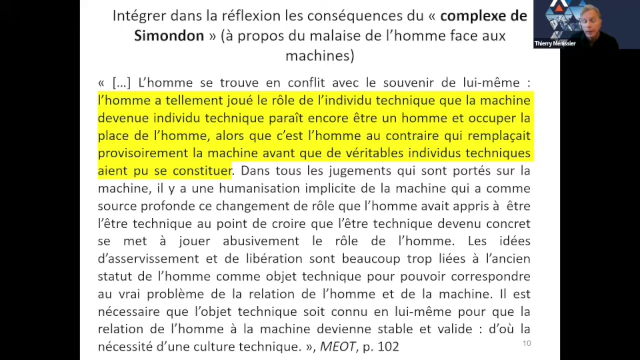 Intégrer dans la réflexion les conséquences du « complexe de
Simondon » (à propos du malaise de l’homme face aux
machines)
« […] L’homme se trouve en conflit avec le souvenir de lui-même :
l’homme a tellement joué le rôle de l’individu technique que la machine
devenue individu technique paraît encore être un homme et occuper la
place de l’homme, alors que c’est l’homme au contraire qui remplaçait
provisoirement la machine avant que de véritables individus techniques
aient pu se constituer. Dans tous les jugements qui sont portés sur la
machine, il y a une humanisation implicite de la machine qui a comme
source profonde ce changement de rôle que l’homme avait appris à être
l’être technique au point de croire que l’être technique devenu concret
se met à jouer abusivement le rôle de l’homme. Les idées
d’asservissement et de libération sont beaucoup trop liées à l’ancien
statut de l’homme comme objet technique pour pouvoir correspondre
au vrai problème de la relation de l’homme et de la machine. Il est
nécessaire que l’objet technique soit connu en lui-même pour que la
relation de l’homme à la machine devienne stable et valide : d’où la
nécessité d’une culture technique. », MEOT, p. 102
10
Thierry Ménissier